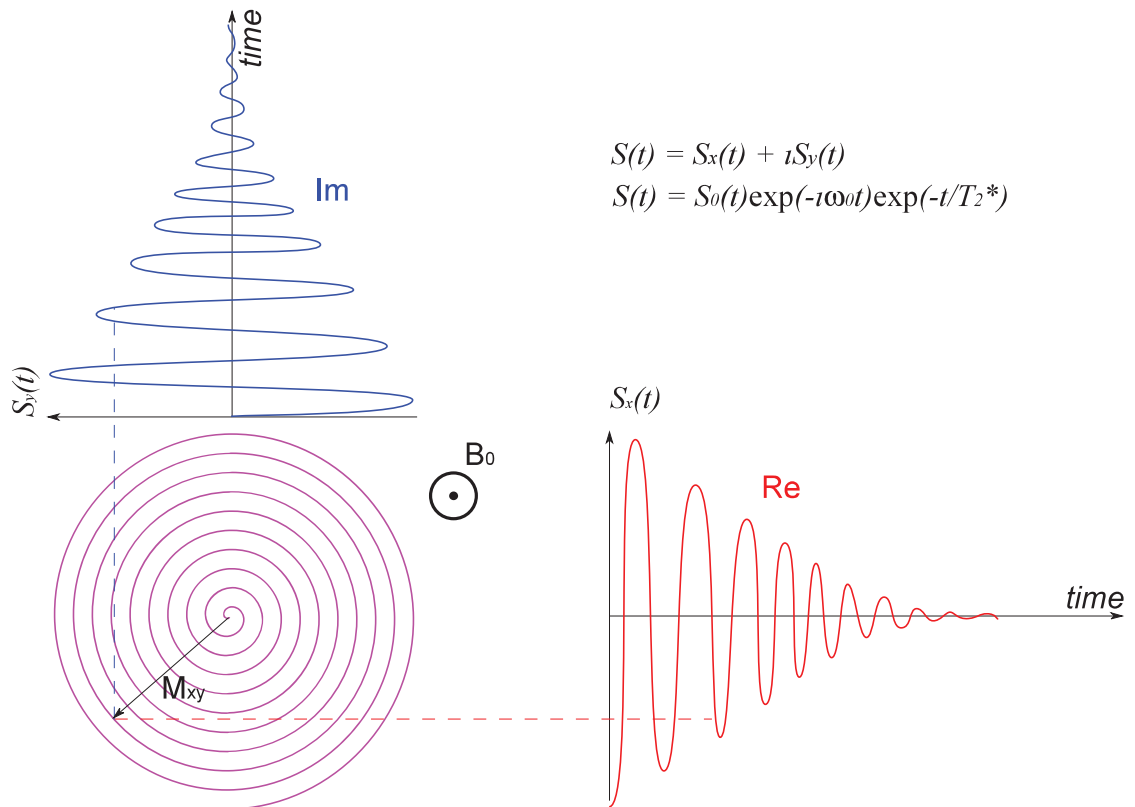 time
Im
S(t) = Sx(t) + ıSy(t)
S(t) = S0(t)exp(-ıω0t)exp(-t/T2*)
Sy(t)
Sx(t)
B0
Re
time
Mxy